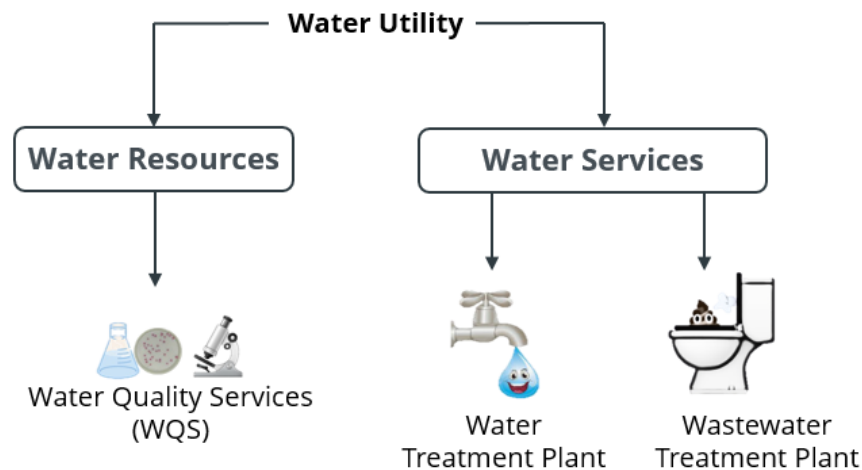 Water Utility
Water Resources
Water Services
Water Quality Services
(WQS)
Water
Treatment Plant
Wastewater
Treatment Plant